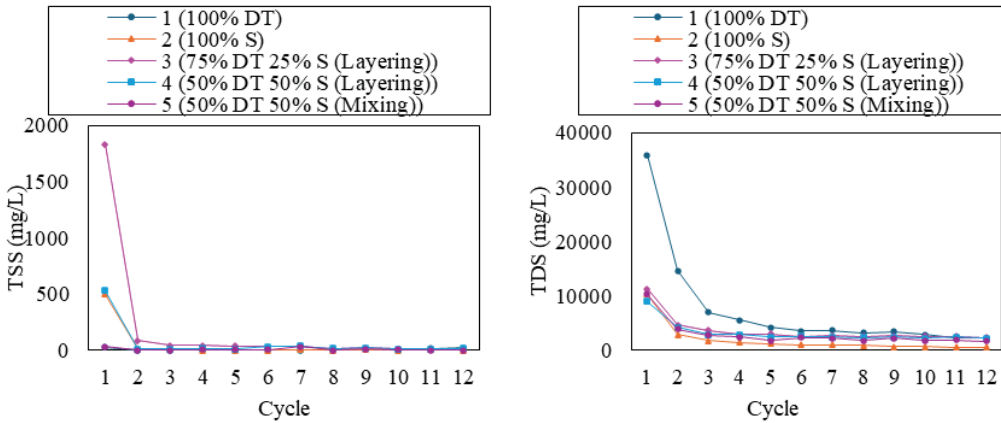 1 (100% DT)
2 (100% S)
3 (75% DT 25% S (Layering))
4 (50% DT 50% S (Layering))
5 (50% DT 50% S (Mixing))
2000
1500
1000
500
0
TSS (mg/L)
1 2 3 4 5 6 7 8 9 10 11 12
Cycle
1 (100% DT)
2 (100% S)
3 (75% DT 25% S (Layering))
4 (50% DT 50% S (Layering))
5 (50% DT 50% S (Mixing))
40000
30000
20000
10000
0
TDS (mg/L)
1 2 3 4 5 6 7 8 9 10 11 12
Cycle